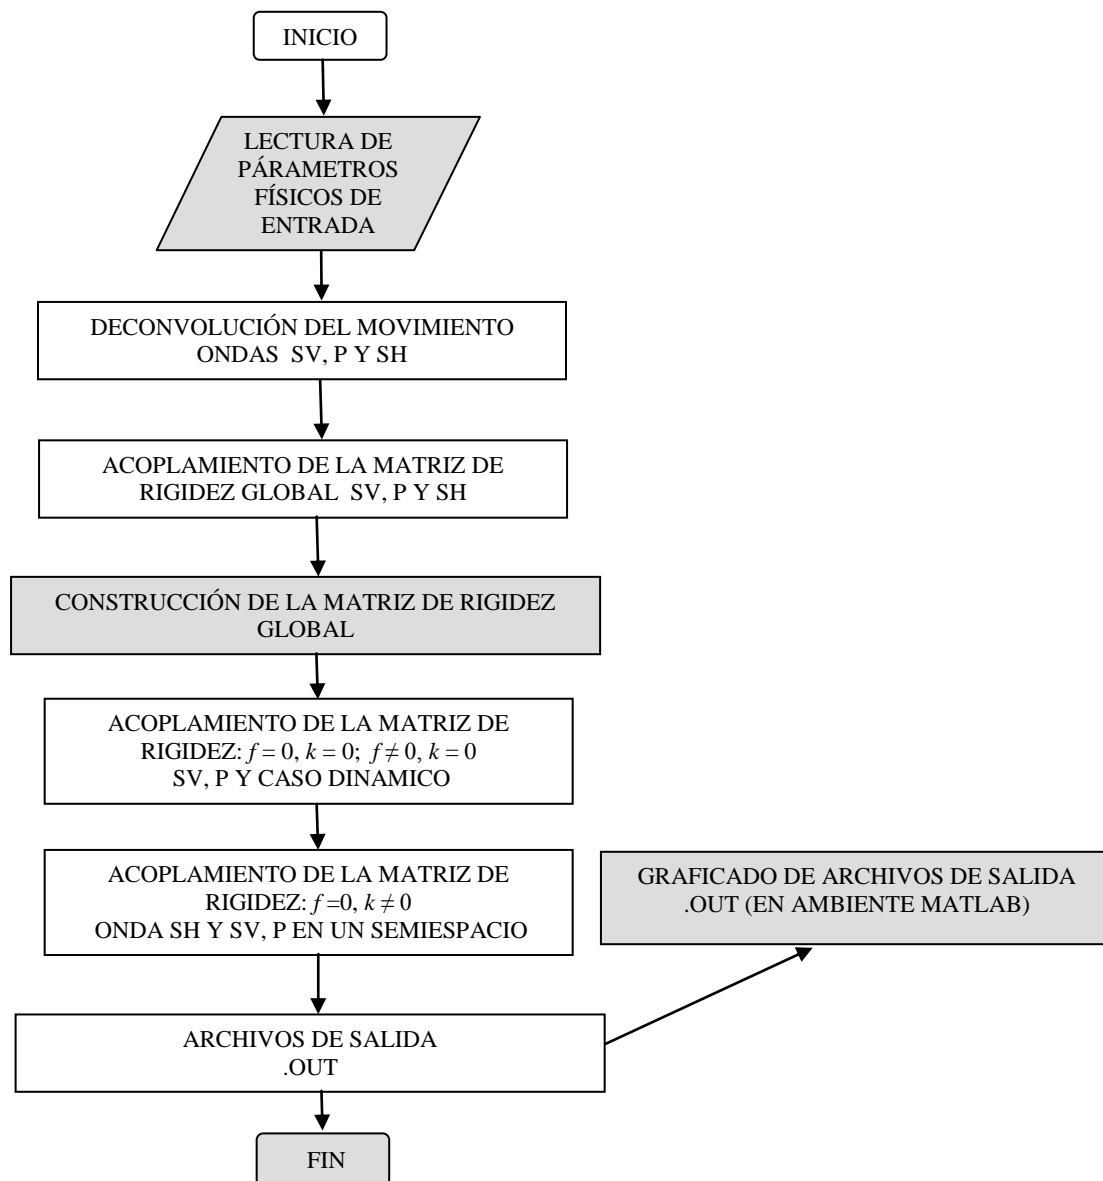 INICIO
LECTURA DE
PÁRAMETROS
FÍSICOS DE
ENTRADA
DECONVOLUCIÓN DEL MOVIMIENTO
ONDAS SV, P Y SH
ACOPLAMIENTO DE LA MATRIZ DE
RIGIDEZ GLOBAL SV, P Y SH
CONSTRUCCIÓN DE LA MATRIZ DE RIGIDEZ
GLOBAL
ACOPLAMIENTO DE LA MATRIZ DE
RIGIDEZ: f = 0, k = 0; f ≠ 0, k = 0
SV, P Y CASO DINAMICO
ACOPLAMIENTO DE LA MATRIZ DE
RIGIDEZ: f =0, k ≠ 0
ONDA SH Y SV, P EN UN SEMIESPACIO
GRAFICADO DE ARCHIVOS DE SALIDA
.OUT (EN AMBIENTE MATLAB)
ARCHIVOS DE SALIDA
.OUT
FIN